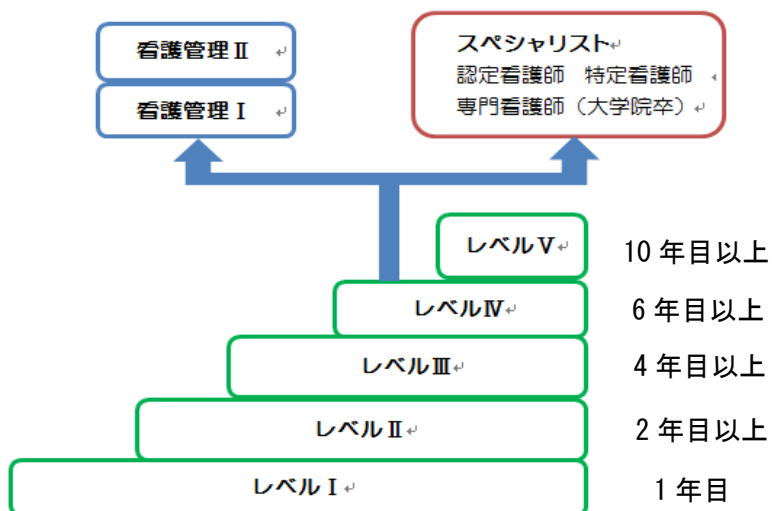 看護管理Ⅱ
看護管理Ⅰ
スペシャリスト
認定看護師　特定看護師
専門看護師（大学院卒）
レベルⅤ
10 年目以上
レベルⅣ
6 年目以上
レベルⅢ
4 年目以上
レベルⅡ
2 年目以上
レベルⅠ
1 年目